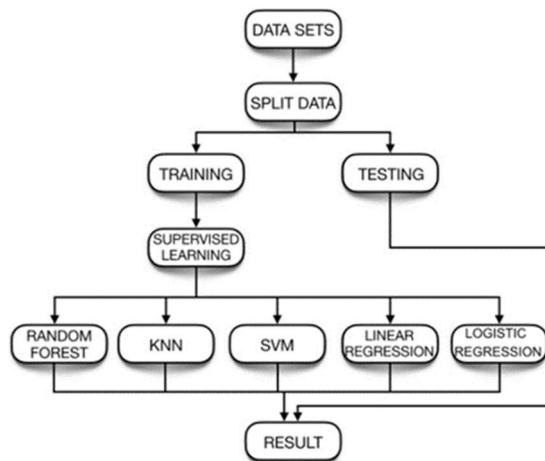 DATA SETS
SPLIT DATA
TRAINING
TESTING
SUPERVISED
LEARNING
RANDOM
FOREST
KNN
SVM
LINEAR
REGRESSION
LOGISTIC
REGRESSION
RESULT